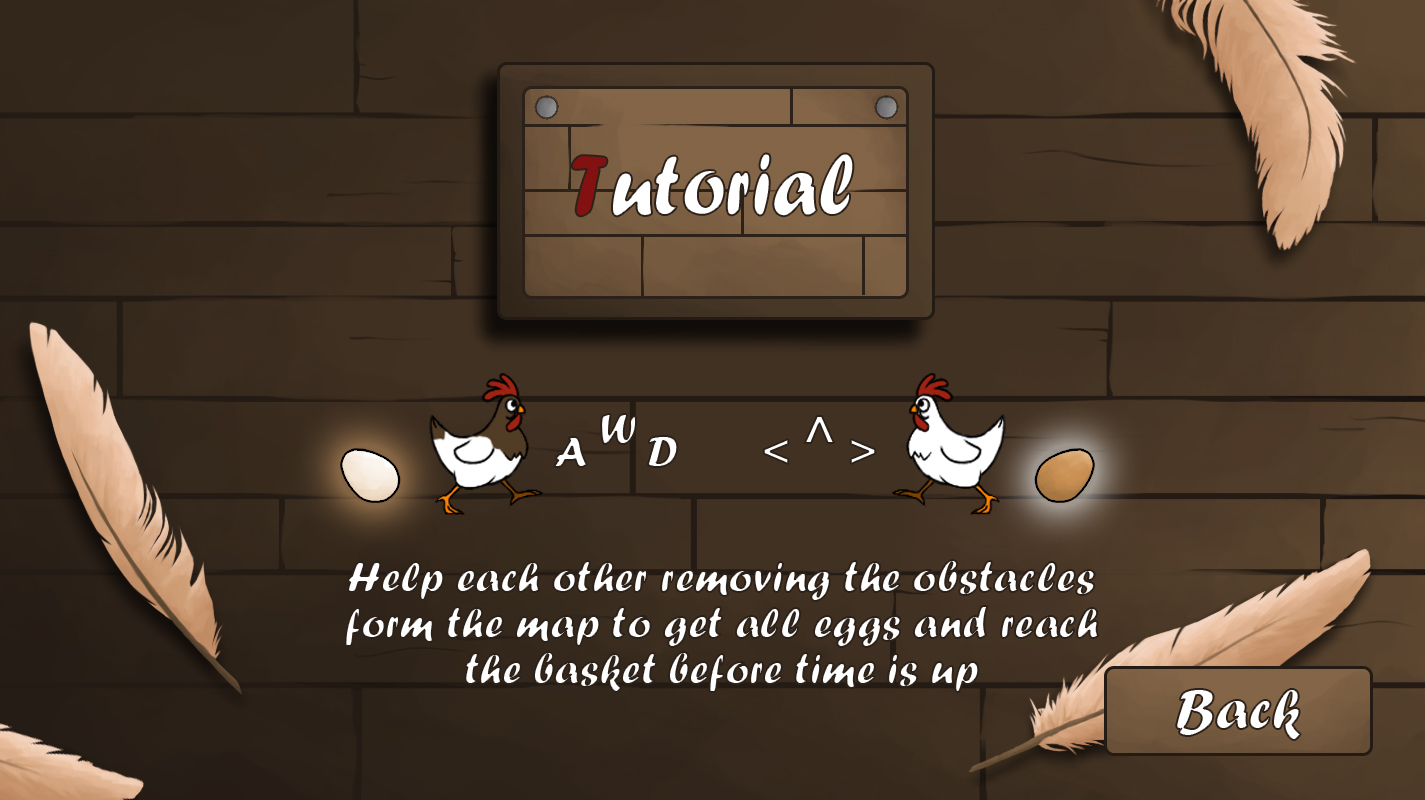 Tutorial
A W D < ^ >
Help each other removing the obstacles
form the map to get all eggs and reach
the basket before time is up
Back